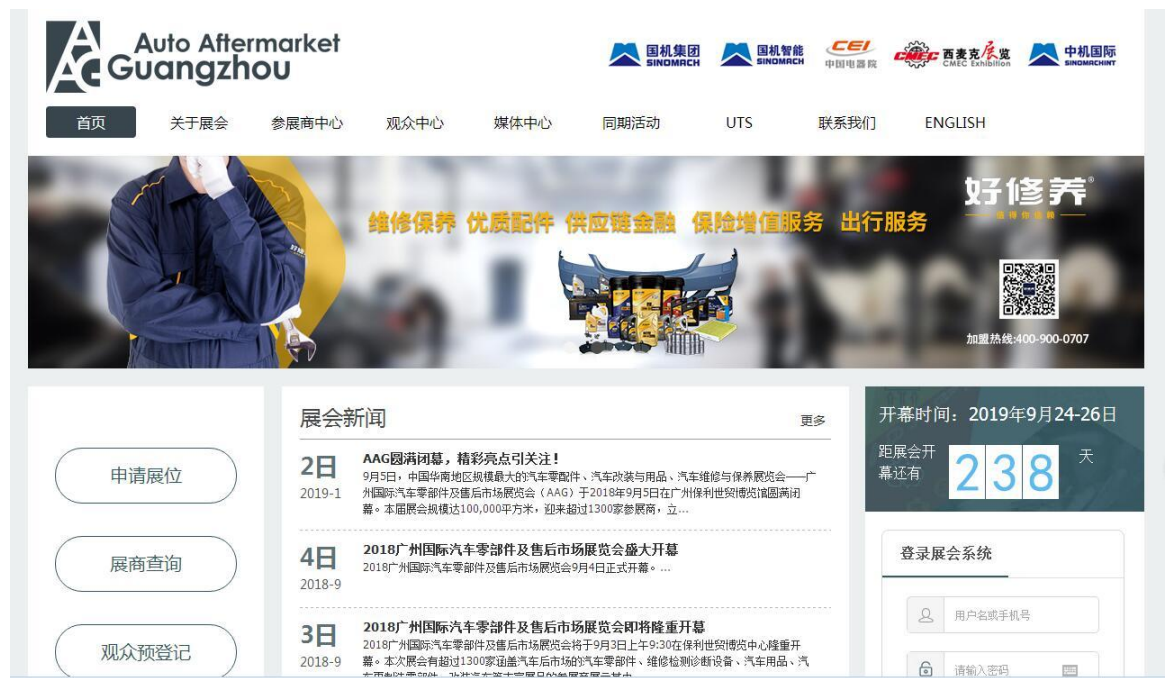 Auto Aftermarket
Guangzhou
国机集团
SINOMACH
国机智能
SINOMACH
CEI
中国电器院
CMEC 西麦克展览
CMEC Exhibition
中机国际
SINOMACHINT
首页 关于展会 参展商中心 观众中心 媒体中心 同期活动 UTS 联系我们 ENGLISH
好修养®
值得你信赖
维修保养 优质配件 供应链金融 保险增值服务 出行服务
加盟热线:400-900-0707
申请展位
展商查询
观众预登记
展会新闻 更多
2日
2019-1
AAG圆满闭幕，精彩亮点引关注！
9月5日，中国华南地区规模最大的汽车零配件、汽车改装与用品、汽车维修与保养展览会——广
州国际汽车零部件及售后市场展览会（AAG）于2018年9月5日在广州保利世贸博览馆圆满闭
幕。本届展会规模达100,000平方米，迎来超过1300家参展商，立...
4日
2018-9
2018广州国际汽车零部件及售后市场展览会盛大开幕
2018广州国际汽车零部件及售后市场展览会9月4日正式开幕。...
3日
2018-9
2018广州国际汽车零部件及售后市场展览会即将隆重开幕
2018广州国际汽车零部件及售后市场展览会将于9月3日上午9:30在保利世贸博览中心隆重开
幕。本次展会有超过1300家涵盖汽车后市场的汽车零部件、维修检测诊断设备、汽车用品、汽
开幕时间：2019年9月24-26日
距展会开
幕还有
238 天
登录展会系统
用户名或手机号
请输入密码